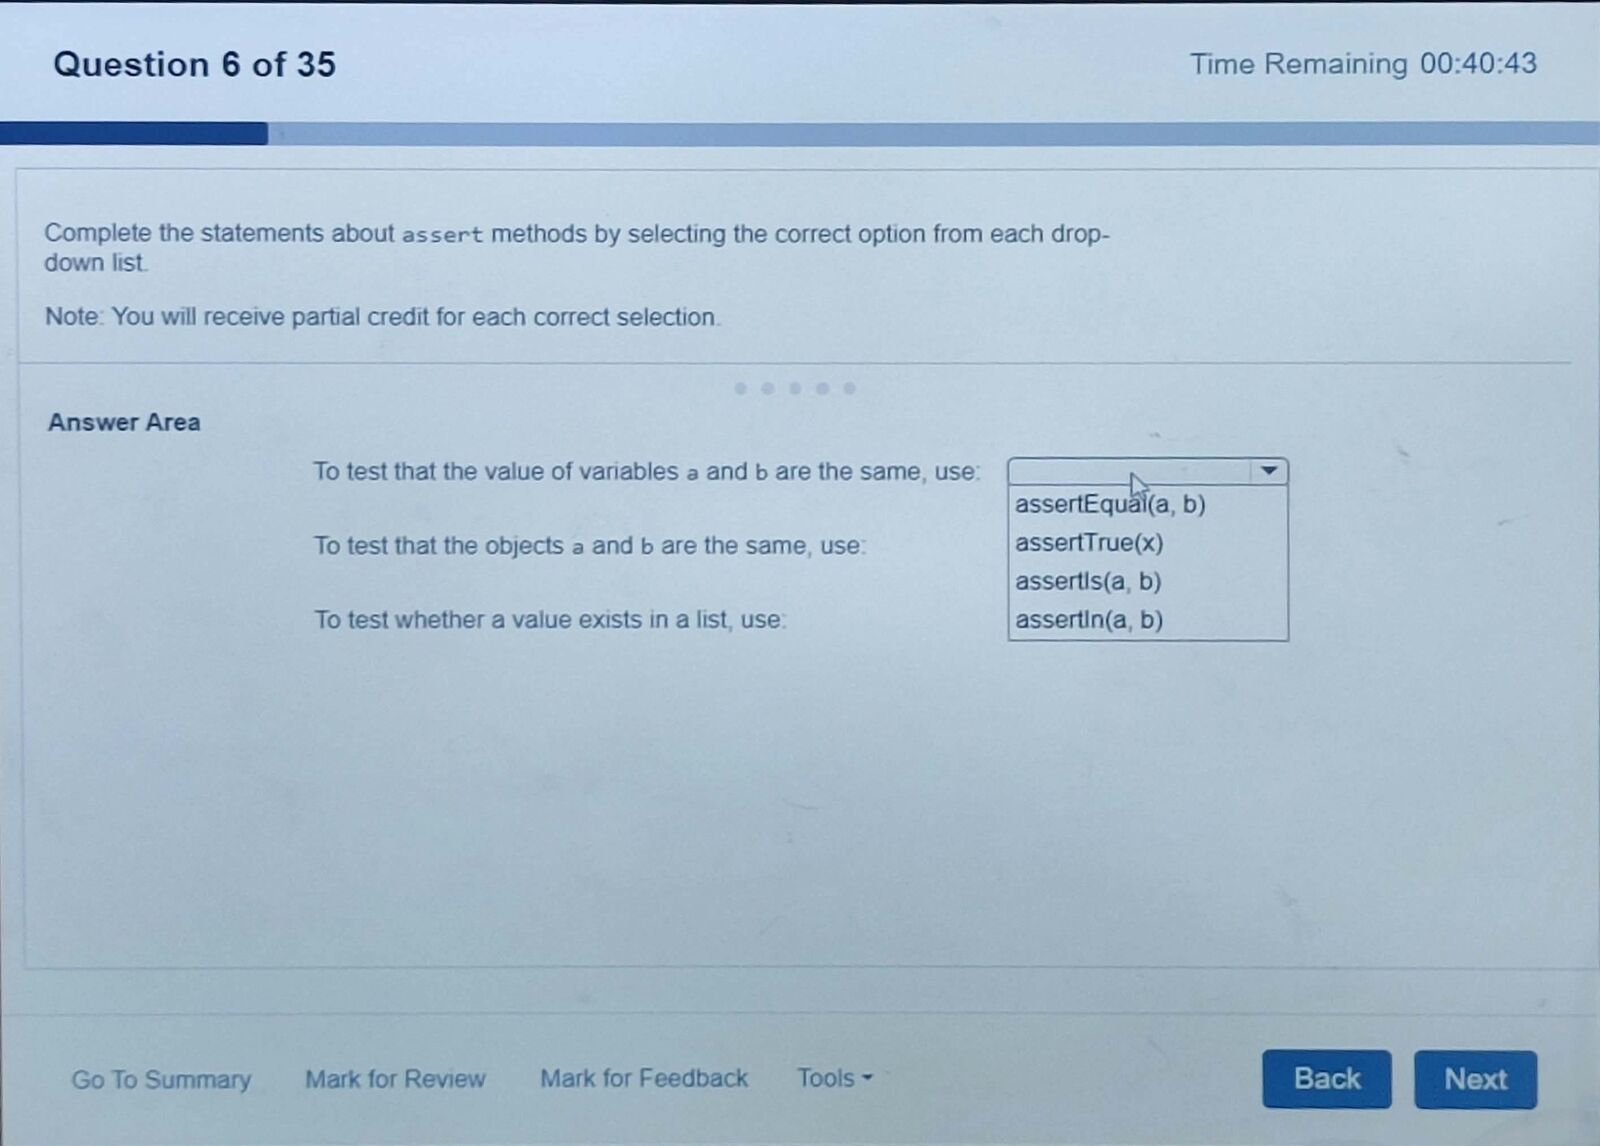 Question 6 of 35
Time Remaining 00:40:43
Complete the statements about assert methods by selecting the correct option from each drop-
down list.
Note: You will receive partial credit for each correct selection.
Answer Area
To test that the value of variables a and b are the same, use:
assertEqual(a, b)
assertTrue(x)
assertIs(a, b)
assertIn(a, b)
To test that the objects a and b are the same, use:
To test whether a value exists in a list, use:
Go To Summary
Mark for Review
Mark for Feedback
Tools
Back
Next